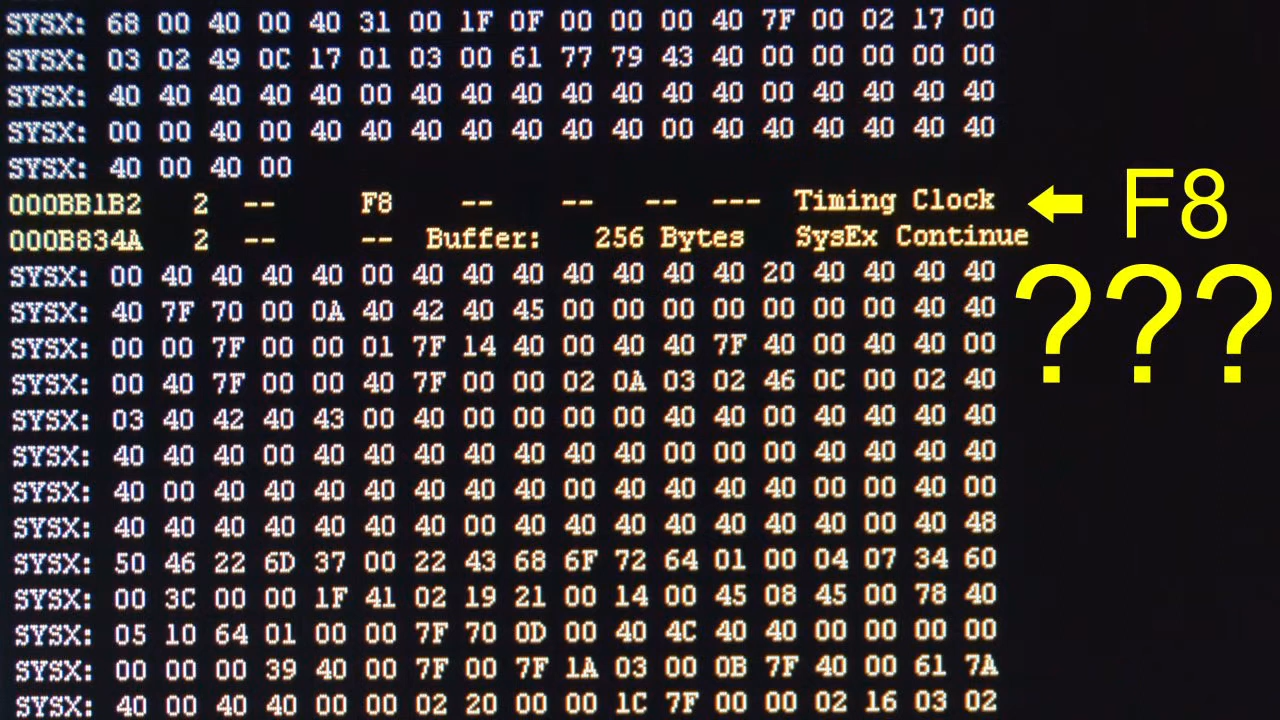 SYSX: 68 00 40 00 40 31 00 1F 0F 00 00 00 40 7F 00 02 17 00
SYSX: 03 02 49 0C 17 01 03 00 61 77 79 43 40 00 00 00 00 00
SYSX: 40 40 40 40 40 00 40 40 40 40 40 40 40 00 40 40 40 40
SYSX: 00 00 40 00 40 40 40 40 40 40 40 00 40 40 40 40 40 40
SYSX: 40 00 40 00
000BB1B2 2 -- F8 -- -- -- --- Timing Clock
F8
000B834A 2 -- -- Buffer: 256 Bytes SysEx Continue
SYSX: 00 40 40 40 40 00 40 40 40 40 40 40 40 20 40 40 40 40
???
SYSX: 40 7F 70 00 0A 40 42 40 45 00 00 00 00 00 00 00 40 40
SYSX: 00 00 7F 00 00 01 7F 14 40 00 40 40 7F 40 00 40 40 00
SYSX: 00 40 7F 00 00 40 7F 00 00 02 0A 03 02 46 0C 00 02 40
SYSX: 03 40 42 40 43 00 40 00 00 00 00 40 40 00 40 40 40 40
SYSX: 40 40 40 00 40 40 40 40 40 40 40 00 00 00 40 00 40 40
SYSX: 40 00 40 40 40 40 40 40 40 00 40 40 40 40 00 00 40 00
SYSX: 40 40 40 40 40 40 40 00 40 40 40 40 40 40 40 00 40 48
SYSX: 50 46 22 6D 37 00 22 43 68 6F 72 64 01 00 04 07 34 60
SYSX: 00 3C 00 00 1F 41 02 19 21 00 14 00 45 08 45 00 78 40
SYSX: 05 10 64 01 00 00 7F 70 0D 00 40 4C 40 40 00 00 00 00
SYSX: 00 00 00 39 40 00 7F 00 7F 1A 03 00 0B 7F 40 00 61 7A
SYSX: 40 00 40 40 00 00 02 20 00 00 1C 7F 00 00 02 16 03 02